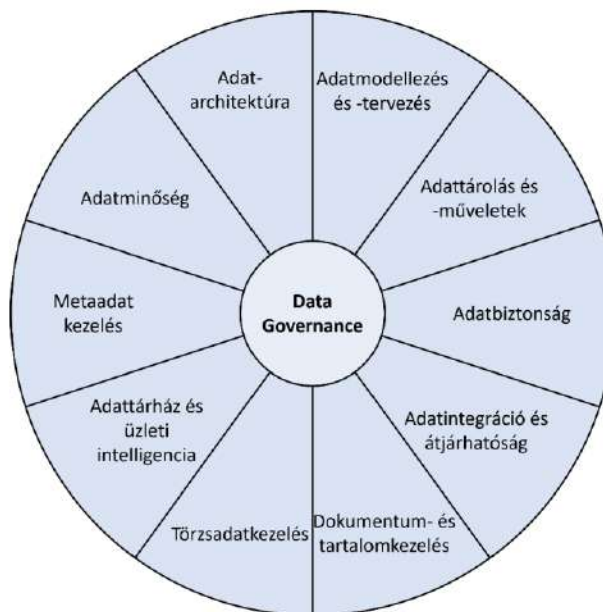 Adat-
architektúra
Adatmodellezés
és -tervezés
Adattárolás és
-műveletek
Adatbiztonság
Adatintegráció és
átjárhatóság
Dokumentum- és
tartalomkezelés
Törzsadatkezelés
Adattárház és
üzleti
intelligencia
Metaadat
kezelés
Adatminőség
Data
Governance